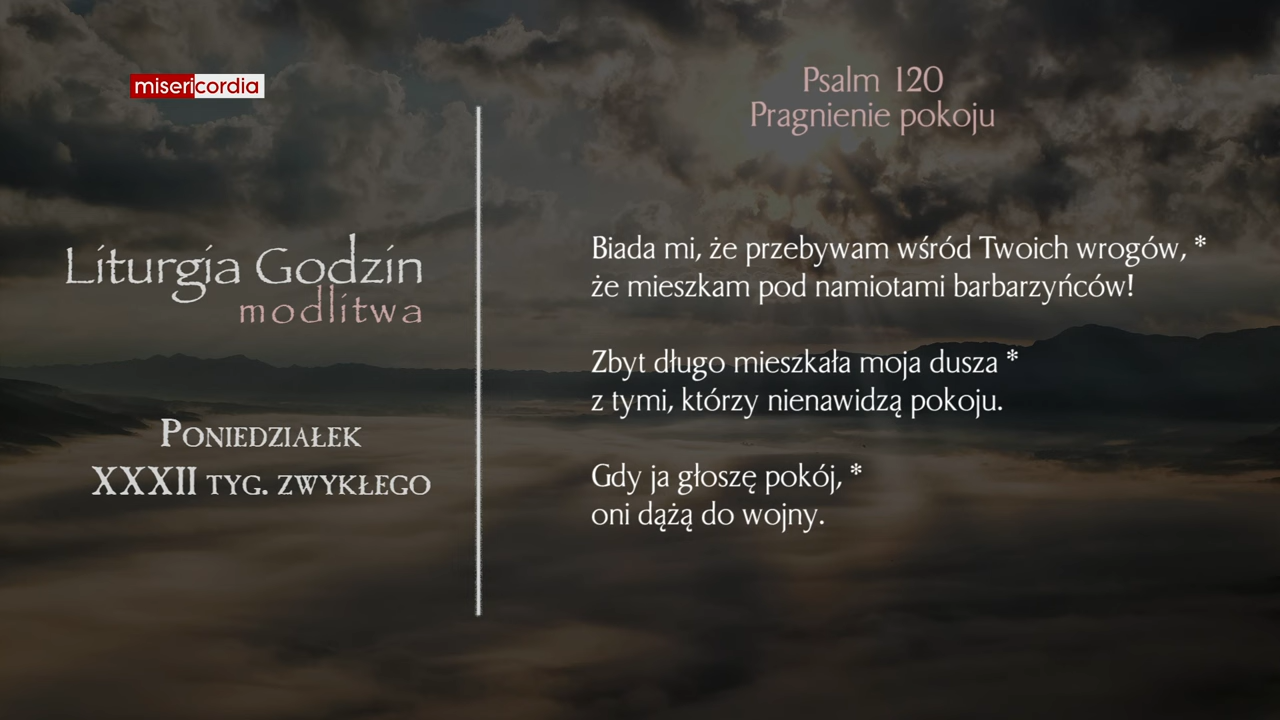 misericordia
Liturgia Godzin
modlitwa
Poniedziałek
XXXII tyg. zwykłego
Psalm 120
Pragnienie pokoju
Biada mi, że przebywam wśród Twoich wrogów, *
że mieszkam pod namiotami barbarzyńców!
Zbyt długo mieszkała moja dusza *
z tymi, którzy nienawidzą pokoju.
Gdy ja głoszę pokój, *
oni dążą do wojny.